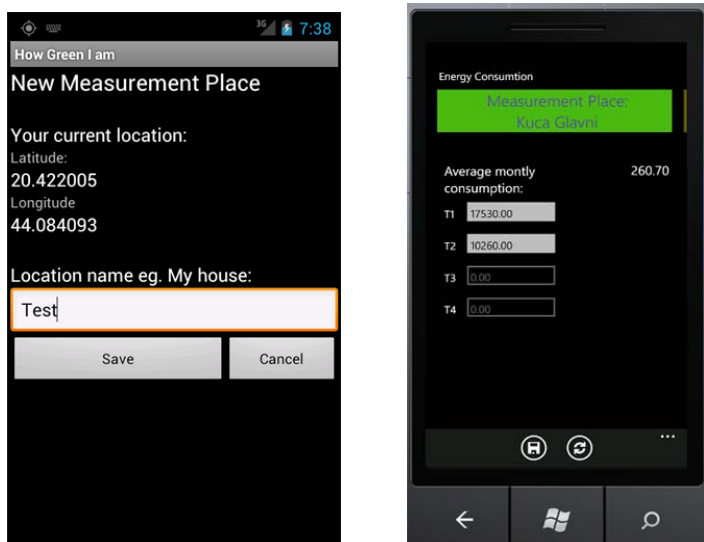 3G 7:38
How Green I am
New Measurement Place
Your current location:
Latitude:
20.422005
Longitude
44.084093
Location name eg. My house:
Test
Save Cancel
Energy Consumtion
Measurement Place:
Kuca Glavni
Average montly 260.70
consumption:
T1 17530.00
T2 10260.00
T3 0.00
T4 0.00